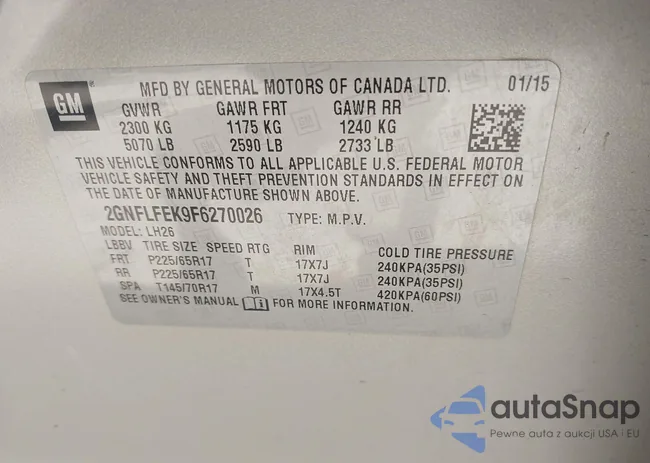 GM
MFD BY GENERAL MOTORS OF CANADA LTD. 01/15
GVWR GAWR FRT GAWR RR
2300 KG 1175 KG 1240 KG
5070 LB 2590 LB 2733 LB
THIS VEHICLE CONFORMS TO ALL APPLICABLE U.S. FEDERAL MOTOR
VEHICLE SAFETY AND THEFT PREVENTION STANDARDS IN EFFECT ON
THE DATE OF MANUFACTURE SHOWN ABOVE.
2GNFLFEK9F6270026 TYPE: M.P.V.
MODEL: LH26
LBBV TIRE SIZE SPEED RTG RIM COLD TIRE PRESSURE
FRT P225/65R17 T 17X7J 240KPA(35PSI)
RR P225/65R17 T 17X7J 240KPA(35PSI)
SPA T145/70R17 M 17X4.5T 420KPA(60PSI)
SEE OWNER'S MANUAL FOR MORE INFORMATION.
autaSnap
Pewne auta z aukcji USA i EU